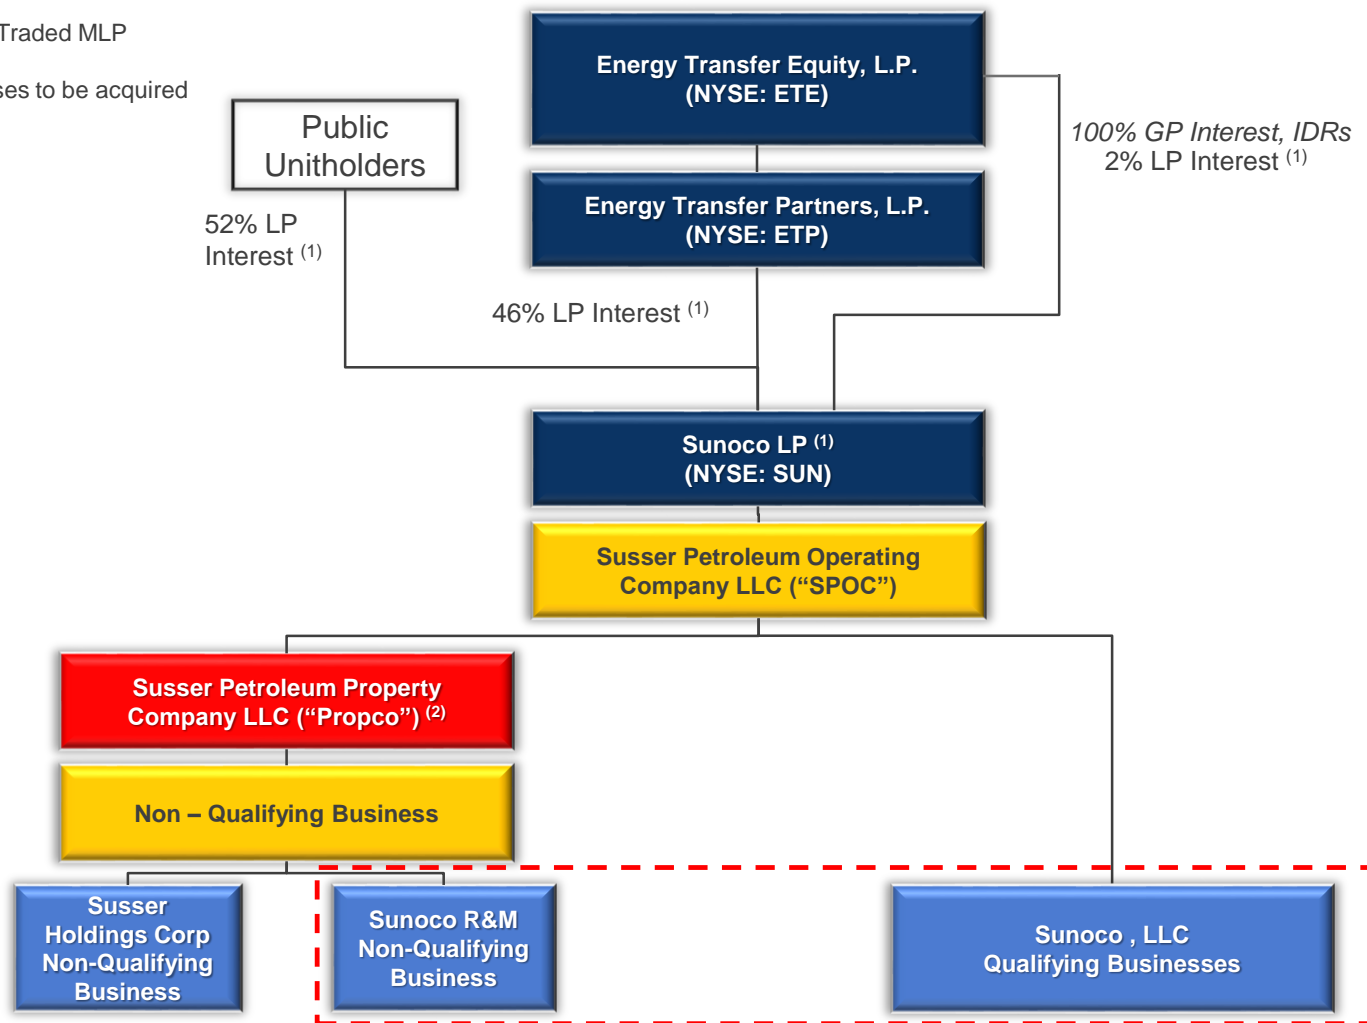 Traded MLP
ses to be acquired
Energy Transfer Equity, L.P.
(NYSE: ETE)
Public
Unitholders
100% GP Interest, IDRs
2% LP Interest (1)
Energy Transfer Partners, L.P.
(NYSE: ETP)
52% LP
Interest (1)
46% LP Interest (1)
Sunoco LP (1)
(NYSE: SUN)
Susser Petroleum Operating
Company LLC (“SPOC”)
Susser Petroleum Property
Company LLC (“Propco”) (2)
Non – Qualifying Business
Susser
Holdings Corp
Non-Qualifying
Business
Sunoco R&M
Non-Qualifying
Business
Sunoco , LLC
Qualifying Businesses